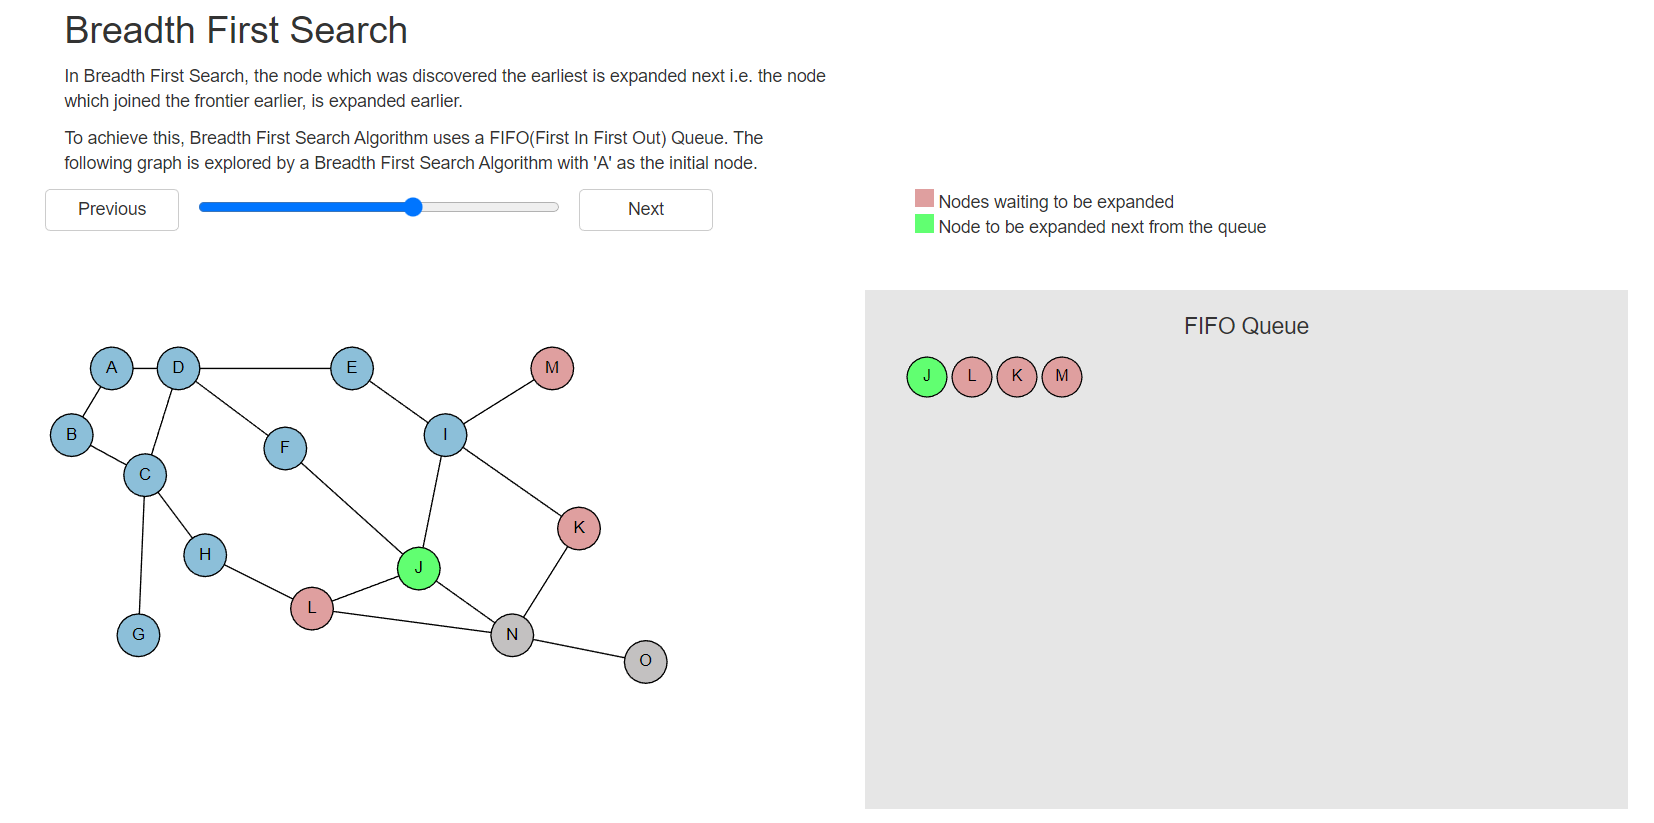 Breadth First Search
In Breadth First Search, the node which was discovered the earliest is expanded next i.e. the node
which joined the frontier earlier, is expanded earlier.
To achieve this, Breadth First Search Algorithm uses a FIFO(First In First Out) Queue. The
following graph is explored by a Breadth First Search Algorithm with 'A' as the initial node.
Previous
Next
Nodes waiting to be expanded
Node to be expanded next from the queue
A
D
E
M
B
F
I
C
K
H
J
L
G
N
O
FIFO Queue
J L K M